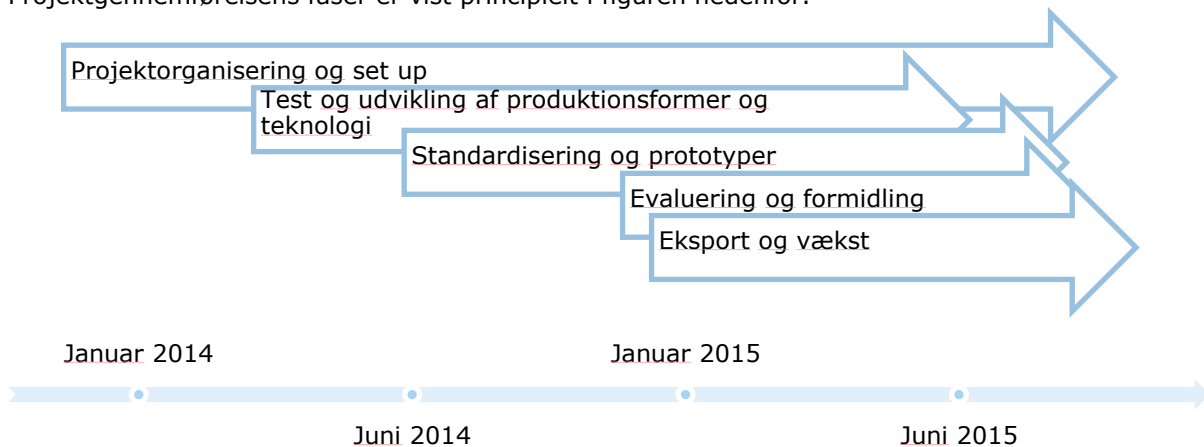 Projektgennemførelsens faser er vist principielt i figuren nedenfor:
Projektorganisering og set up
Test og udvikling af produktionsformer og
teknologi
Standardisering og prototyper
Evaluering og formidling
Eksport og vækst
Januar 2014
Januar 2015
Juni 2014
Juni 2015